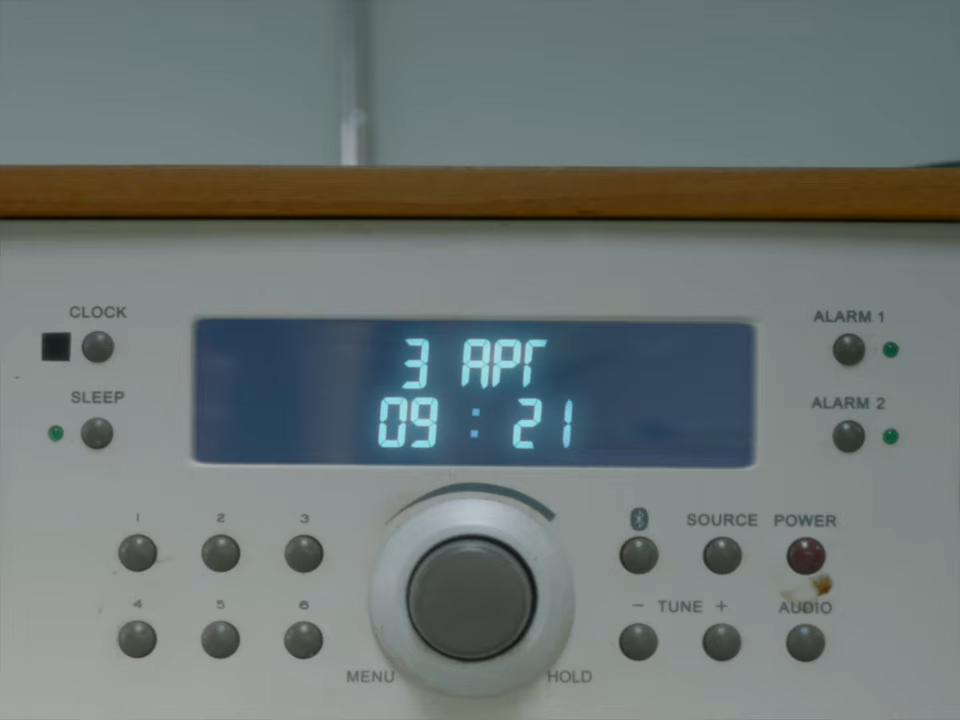 CLOCK
ALARM 1
3 APr
SLEEP
ALARM 2
09 : 21
1 2 3
SOURCE POWER
4 5 6
- TUNE +
AUDIO
MENU
HOLD